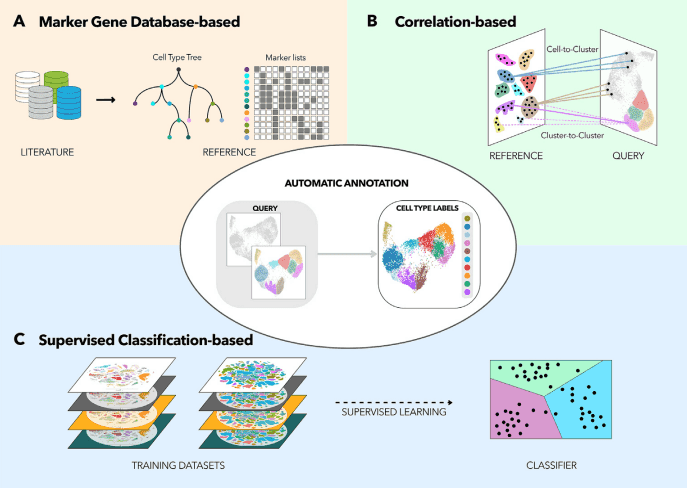 A Marker Gene Database-based
Cell Type Tree
Marker lists
LITERATURE
REFERENCE
B Correlation-based
Cell-to-Cluster
Cluster-to-Cluster
REFERENCE
QUERY
AUTOMATIC ANNOTATION
QUERY
CELL TYPE LABELS
C Supervised Classification-based
SUPERVISED LEARNING
TRAINING DATASETS
CLASSIFIER